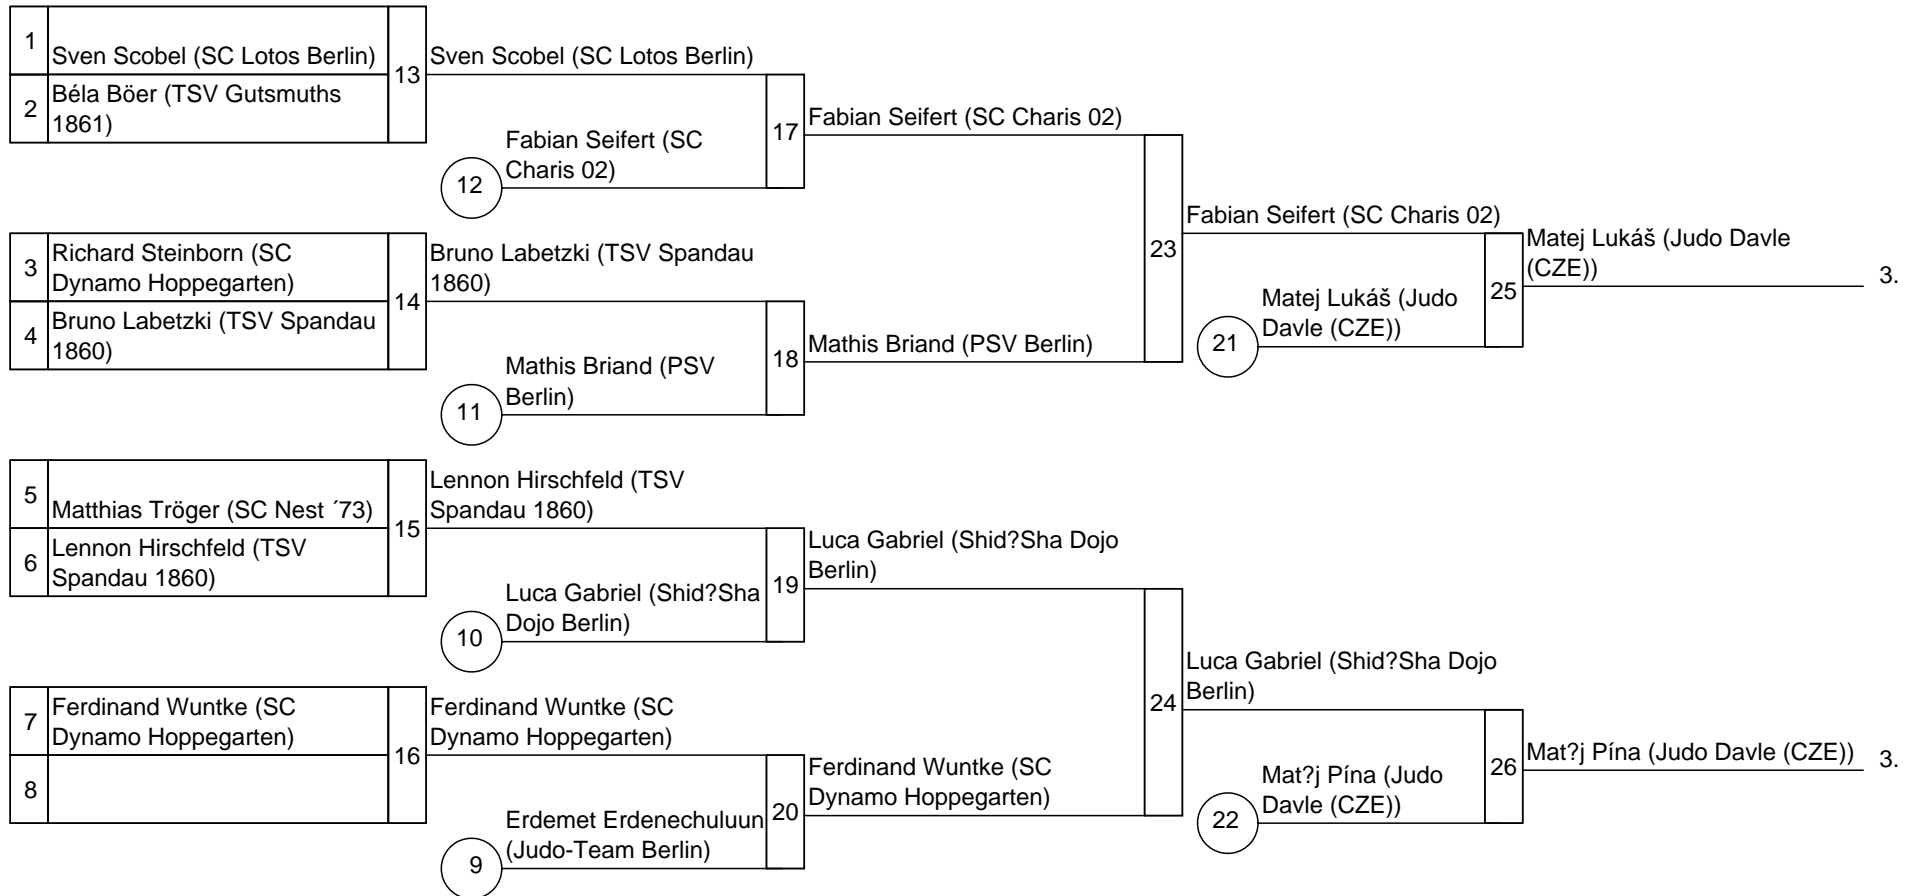 1
Sven Scobel (SC Lotos Berlin)
2
Béla Böer (TSV Gutsmuths
1861)
13
Sven Scobel (SC Lotos Berlin)
12
Fabian Seifert (SC
Charis 02)
17
Fabian Seifert (SC Charis 02)
3
Richard Steinborn (SC
Dynamo Hoppegarten)
4
Bruno Labetzki (TSV Spandau
1860)
14
Bruno Labetzki (TSV Spandau
1860)
11
Mathis Briand (PSV
Berlin)
18
Mathis Briand (PSV Berlin)
23
Fabian Seifert (SC Charis 02)
21
Matej Lukáš (Judo
Davle (CZE))
25
Matej Lukáš (Judo Davle
(CZE))
3.
5
Matthias Tröger (SC Nest ´73)
6
Lennon Hirschfeld (TSV
Spandau 1860)
15
Lennon Hirschfeld (TSV
Spandau 1860)
10
Luca Gabriel (Shid?Sha
Dojo Berlin)
19
Luca Gabriel (Shid?Sha Dojo
Berlin)
7
Ferdinand Wuntke (SC
Dynamo Hoppegarten)
8
16
Ferdinand Wuntke (SC
Dynamo Hoppegarten)
9
Erdemet Erdenechuluun
(Judo-Team Berlin)
20
Ferdinand Wuntke (SC
Dynamo Hoppegarten)
24
Luca Gabriel (Shid?Sha Dojo
Berlin)
22
Mat?j Pína (Judo
Davle (CZE))
26
Mat?j Pína (Judo Davle (CZE))
3.